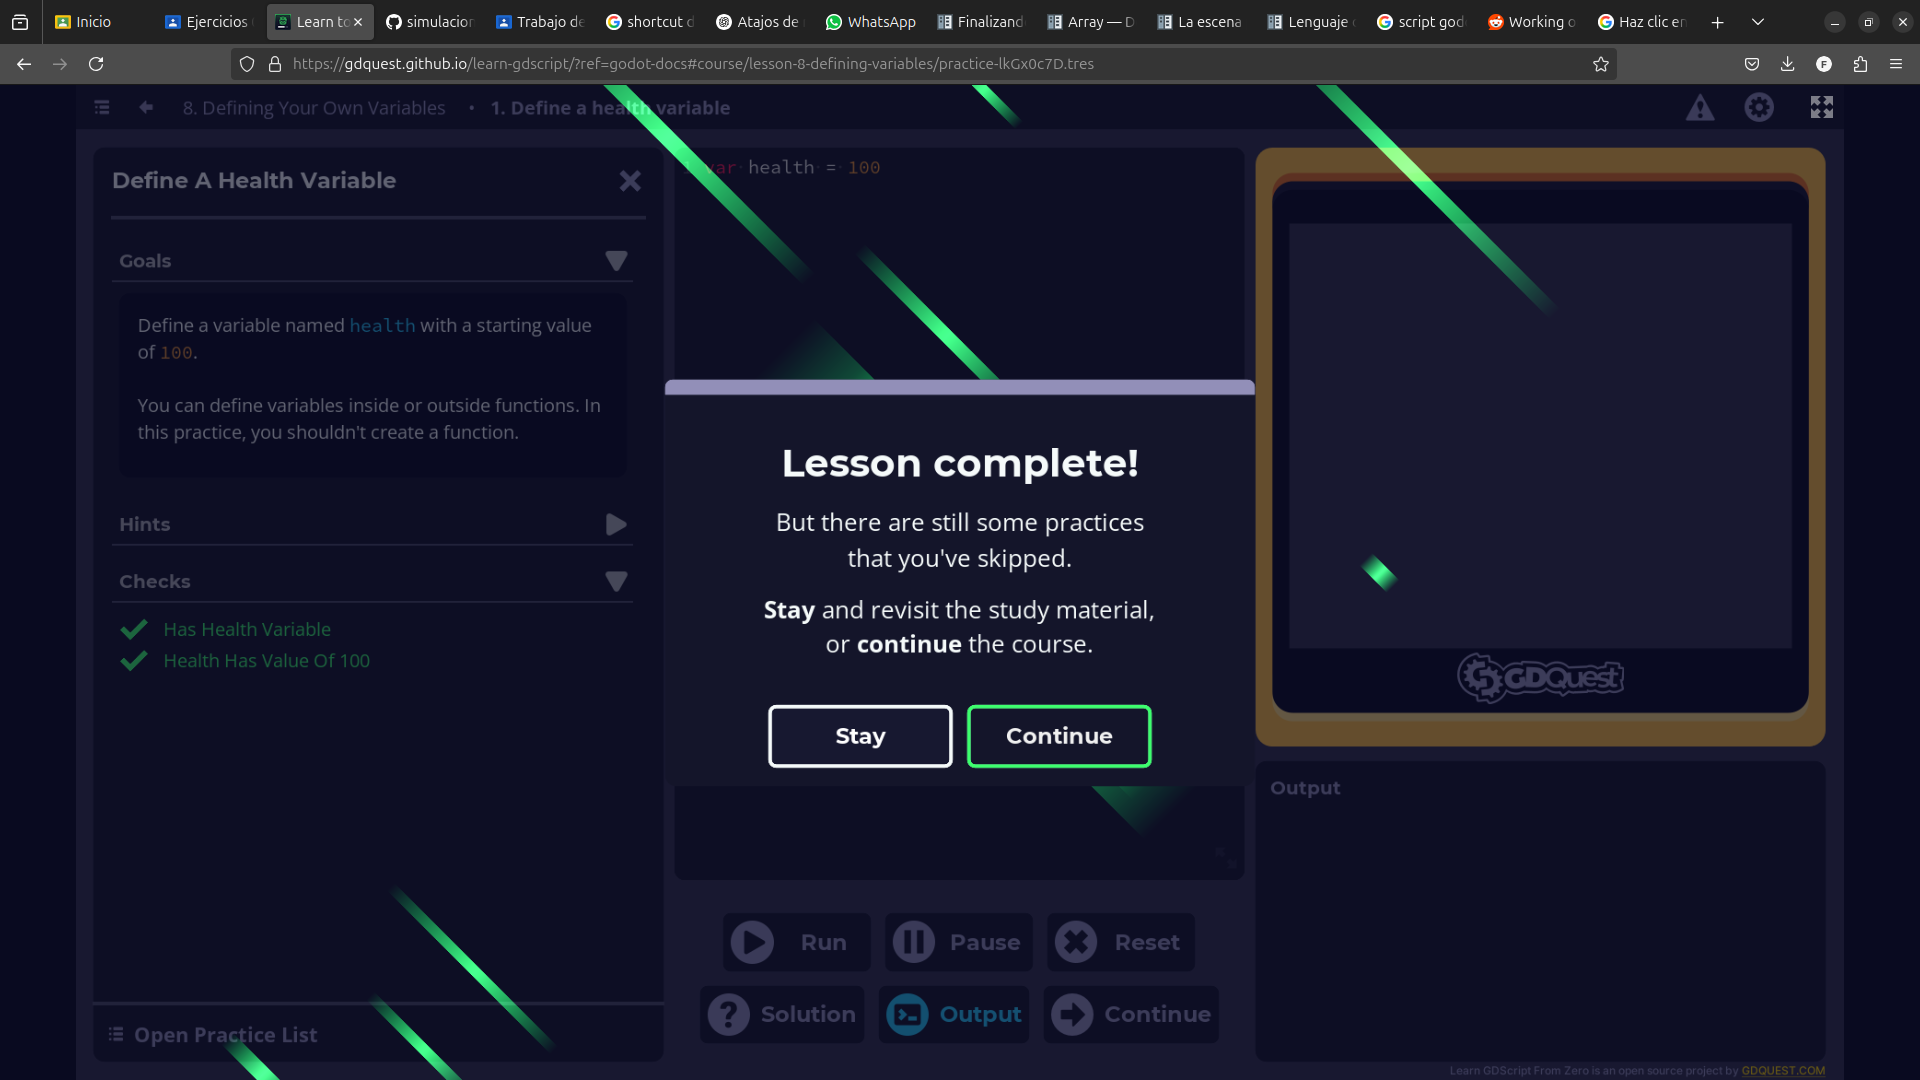 Inicio
Ejercicios
Learn to
simulacion
Trabajo de
shortcut d
Atajos de
WhatsApp
Finalizand
Array — D
La escena
Lenguaje
script god
Working o
Haz clic en
https://gdquest.github.io/learn-gdscript/?ref=godot-docs#course/lesson-8-defining-variables/practice-lkGx0c7D.tres
F
8. Defining Your Own Variables • 1. Define a health variable
Define A Health Variable
Goals
Define a variable named health with a starting value
of 100.
You can define variables inside or outside functions. In
this practice, you shouldn't create a function.
Hints
Checks
Has Health Variable
Health Has Value Of 100
Open Practice List
var health = 100
Lesson complete!
But there are still some practices
that you've skipped.
Stay and revisit the study material,
or continue the course.
Stay
Continue
Run
Pause
Reset
Solution
Output
Continue
GDQuest
Output
Learn GDScript From Zero is an open source project by GDQUEST.COM